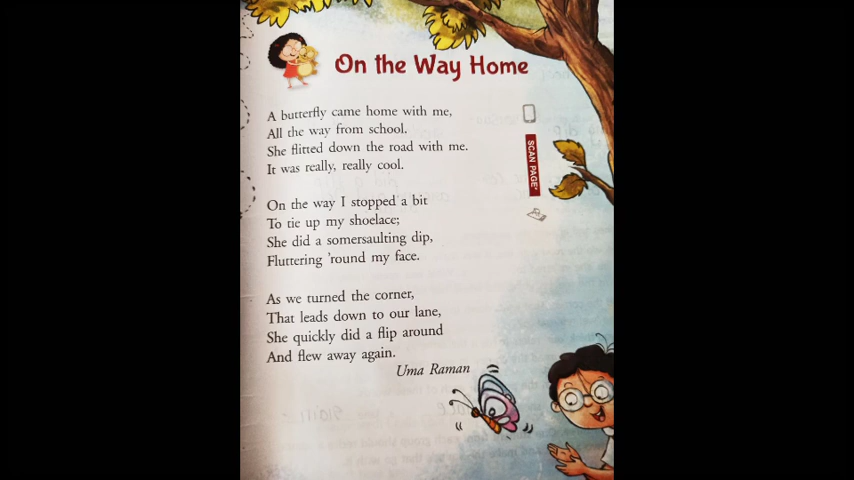 On the Way Home
A butterfly came home with me,
All the way from school.
She flitted down the road with me.
It was really, really cool.
On the way I stopped a bit
To tie up my shoelace;
She did a somersaulting dip,
Fluttering ’round my face.
As we turned the corner,
That leads down to our lane,
She quickly did a flip around
And flew away again.
Uma Raman
SCAN PAGE*